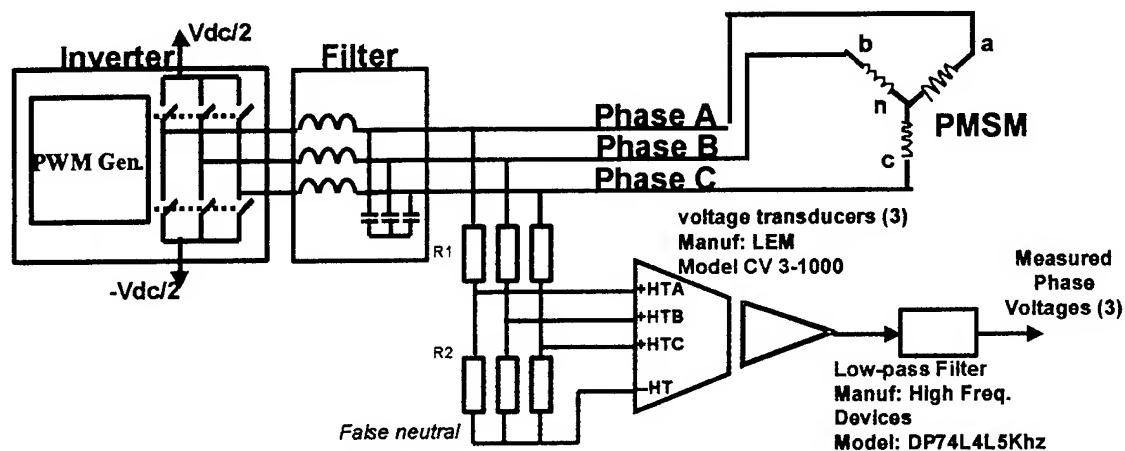 Vdc/2
Inverter
Filter
PWM Gen.
-Vdc/2
Phase A
Phase B
Phase C
b
a
n
c
PMSM
R1
R2
voltage transducers (3)
Manuf: LEM
Model CV 3-1000
+HTA
+HTB
+HTC
-HT
False neutral
Measured
Phase
Voltages (3)
Low-pass Filter
Manuf: High Freq.
Devices
Model: DP74L4L5Khz